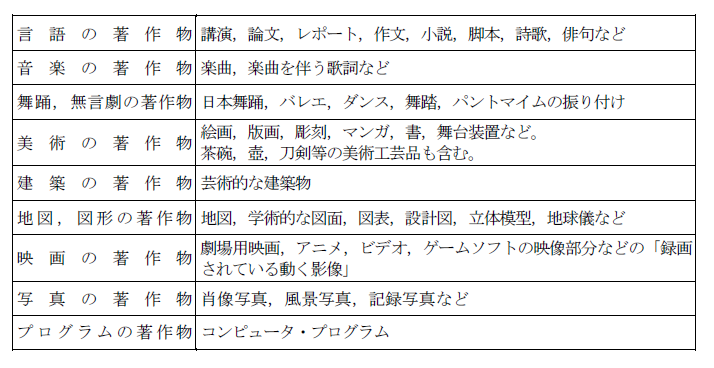 言語の著作物 講演，論文，レポート，作文，小説，脚本，詩歌，俳句など
音楽の著作物 楽曲，楽曲を伴う歌詞など
舞踊，無言劇の著作物 日本舞踊，バレエ，ダンス，舞踏，パントマイムの振り付け
美術の著作物 絵画，版画，彫刻，マンガ，書，舞台装置など。
茶碗，壺，刀剣等の美術工芸品も含む。
建築の著作物 芸術的な建築物
地図，図形の著作物 地図，学術的な図面，図表，設計図，立体模型，地球儀など
映画の著作物 劇場用映画，アニメ，ビデオ，ゲームソフトの映像部分などの「録画
されている動く影像」
写真の著作物 肖像写真，風景写真，記録写真など
プログラムの著作物 コンピュータ・プログラム